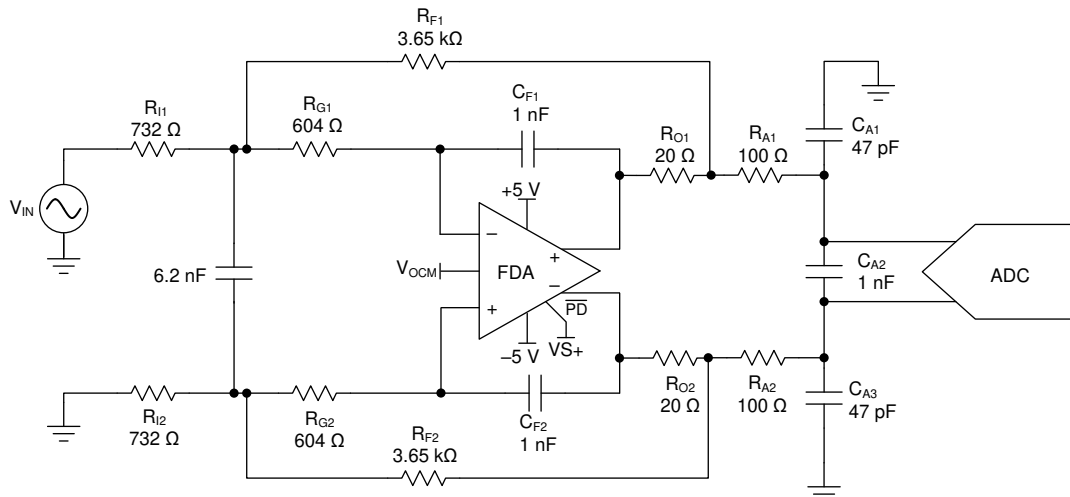 RF1
3.65 kΩ
RI1
732 Ω
RG1
604 Ω
CF1
1 nF
RO1
20 Ω
RA1
100 Ω
CA1
47 pF
VIN
+5 V
6.2 nF
VOCM
−
+
FDA
+
−
PD
VS+
–5 V
CA2
1 nF
ADC
RI2
732 Ω
RG2
604 Ω
CF2
1 nF
RO2
20 Ω
RA2
100 Ω
CA3
47 pF
RF2
3.65 kΩ